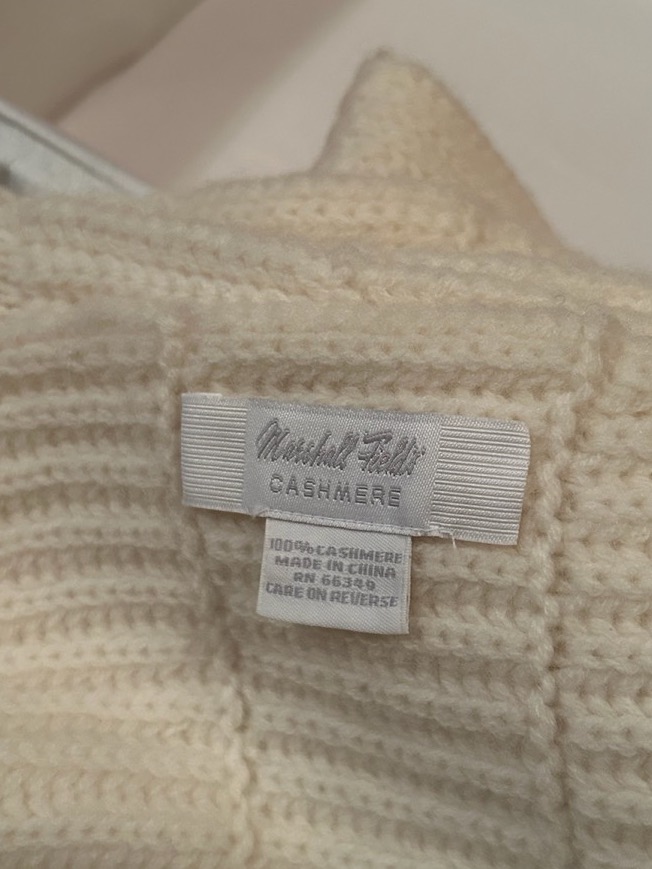 Marshall Field's
CASHMERE
100% CASHMERE
MADE IN CHINA
RN 66349
CARE ON REVERSE